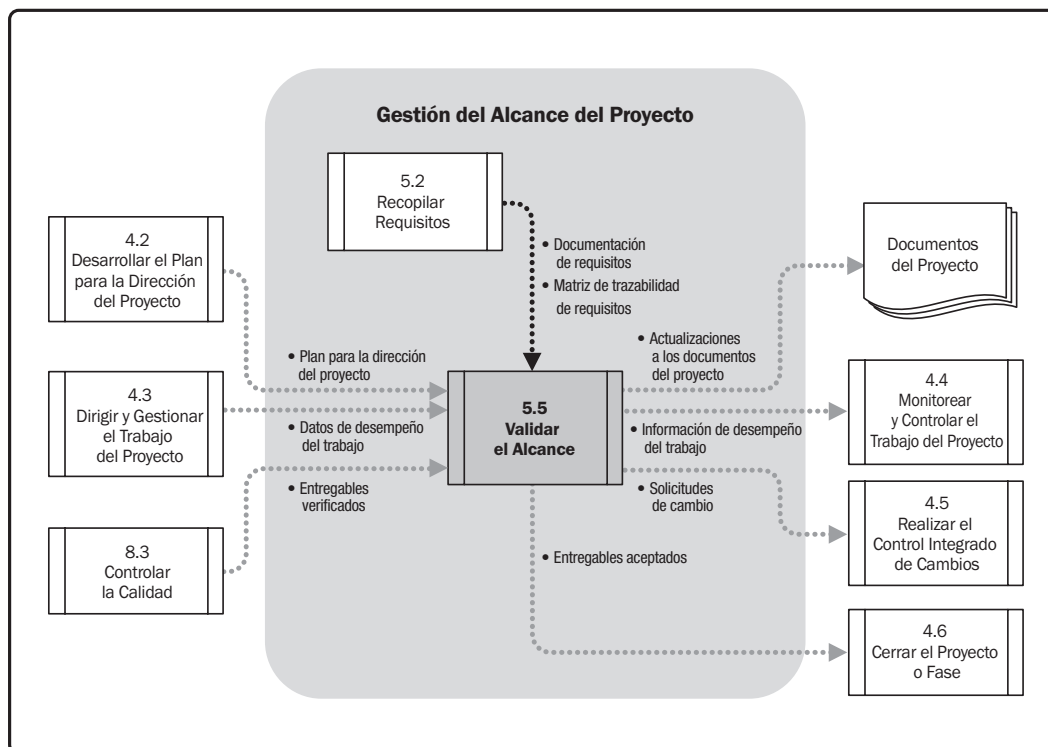 Gestión del Alcance del Proyecto
5.2
Recopilar
Requisitos
4.2
Desarrollar el Plan
para la Dirección
del Proyecto
4.3
Dirigir y Gestionar
el Trabajo
del Proyecto
8.3
Controlar
la Calidad
• Documentación
de requisitos
• Matriz de trazabilidad
de requisitos
• Plan para la dirección
del proyecto
• Datos de desempeño
del trabajo
• Entregables
verificados
5.5
Validar
el Alcance
• Actualizaciones
a los documentos
del proyecto
• Información de desempeño
del trabajo
• Solicitudes
de cambio
• Entregables aceptados
Documentos
del Proyecto
4.4
Monitorear
y Controlar el
Trabajo del Proyecto
4.5
Realizar el
Control Integrado
de Cambios
4.6
Cerrar el Proyecto
o Fase